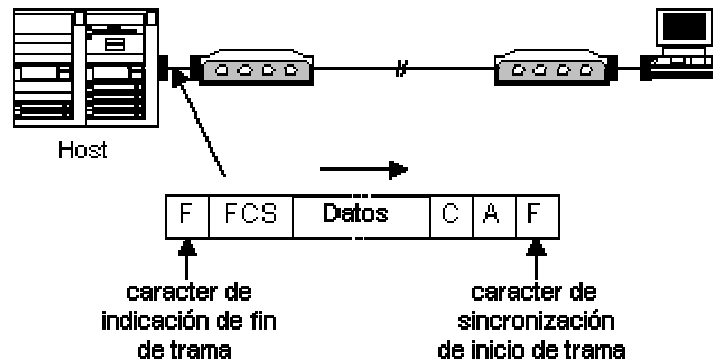 Host
F FCS Datos C A F
caracter de
indicación de fin
de trama
caracter de
sincronización
de inicio de trama